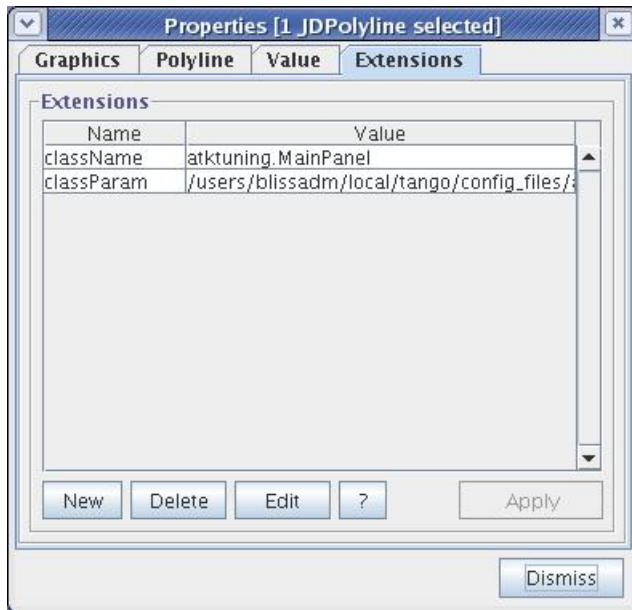 Properties [1 JDPolyline selected]
Graphics Polyline Value Extensions
Extensions
Name Value
className atktuning.MainPanel
classParam /users/blissadm/local/tango/config_files/
New Delete Edit ? Apply
Dismiss